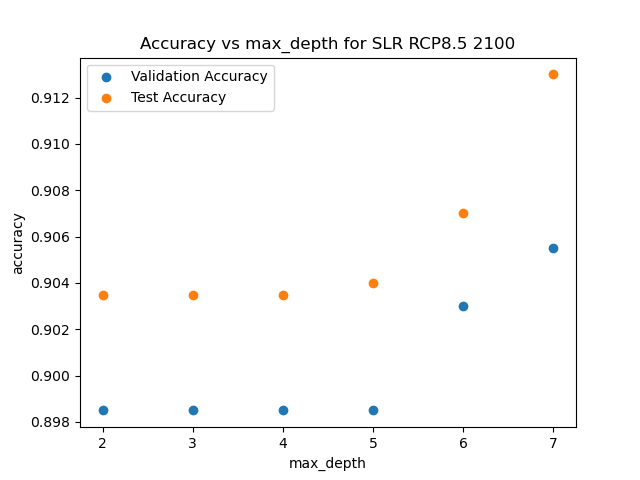 Accuracy vs max_depth for SLR RCP8.5 2100
Validation Accuracy
Test Accuracy
0.912
0.910
0.908
0.906
0.904
0.902
0.900
0.898
accuracy
2 3 4 5 6 7
max_depth